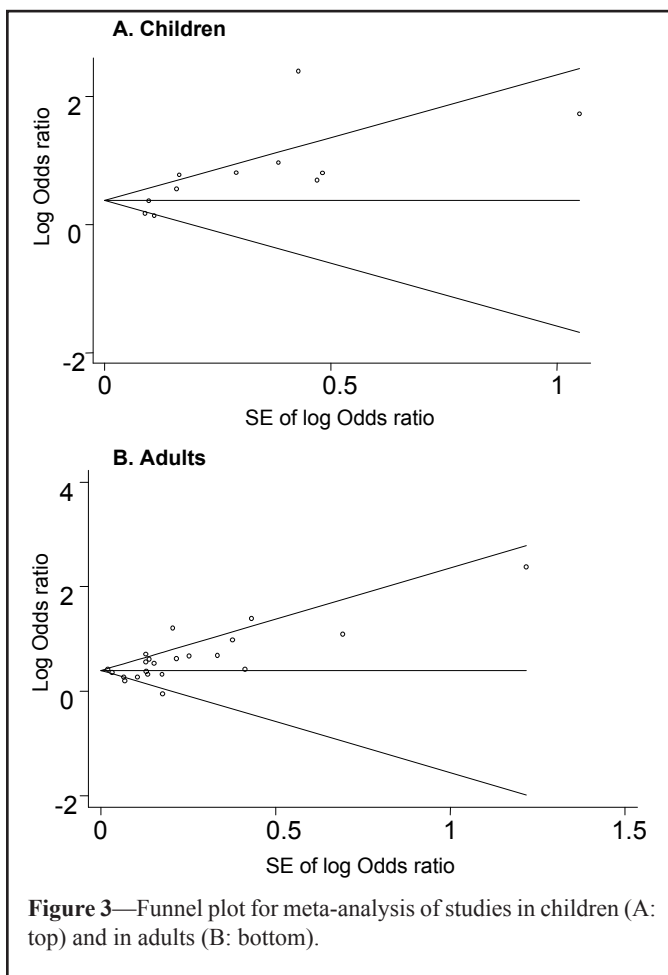 A. Children
2
0
-2
Log Odds ratio
0
0.5
1
SE of log Odds ratio
B. Adults
4
2
0
-2
Log Odds ratio
0
0.5
1
1.5
SE of log Odds ratio
Figure 3—Funnel plot for meta-analysis of studies in children (A:
top) and in adults (B: bottom).